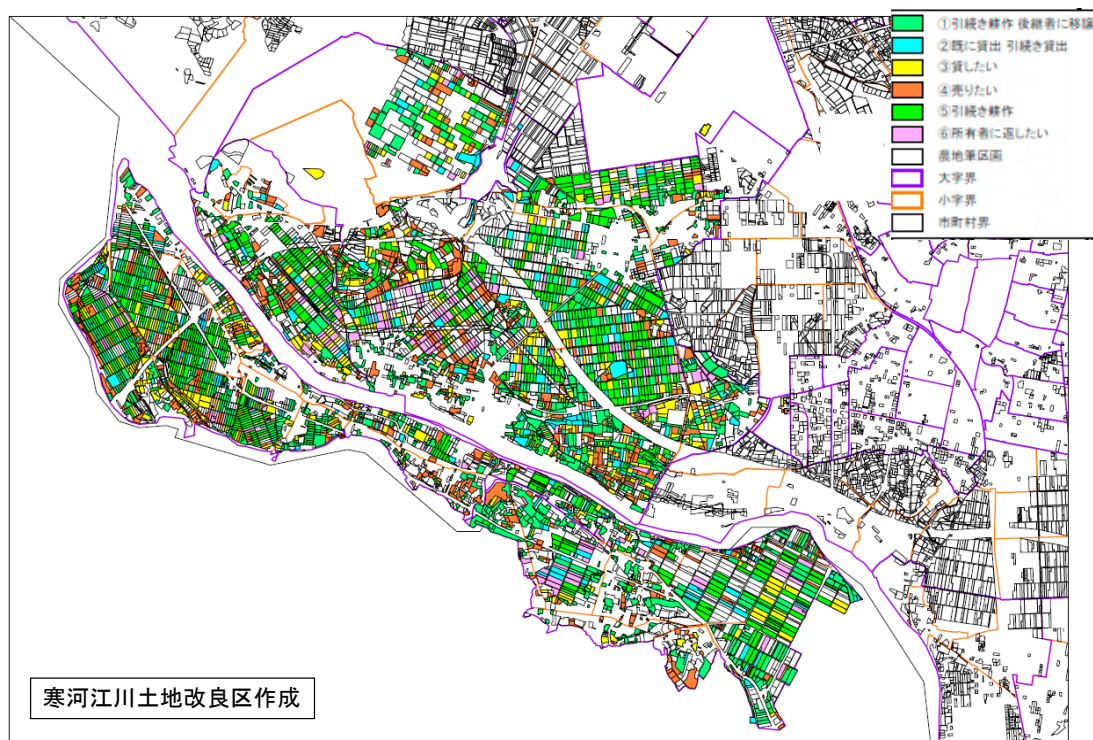 ①引続き耕作 後継者に移譲
②既に貸出 引続き貸出
③貸したい
④売りたい
⑤引続き耕作
⑥所有者に返したい
農地筆区画
大字界
小字界
市町村界
寒河江川土地改良区作成